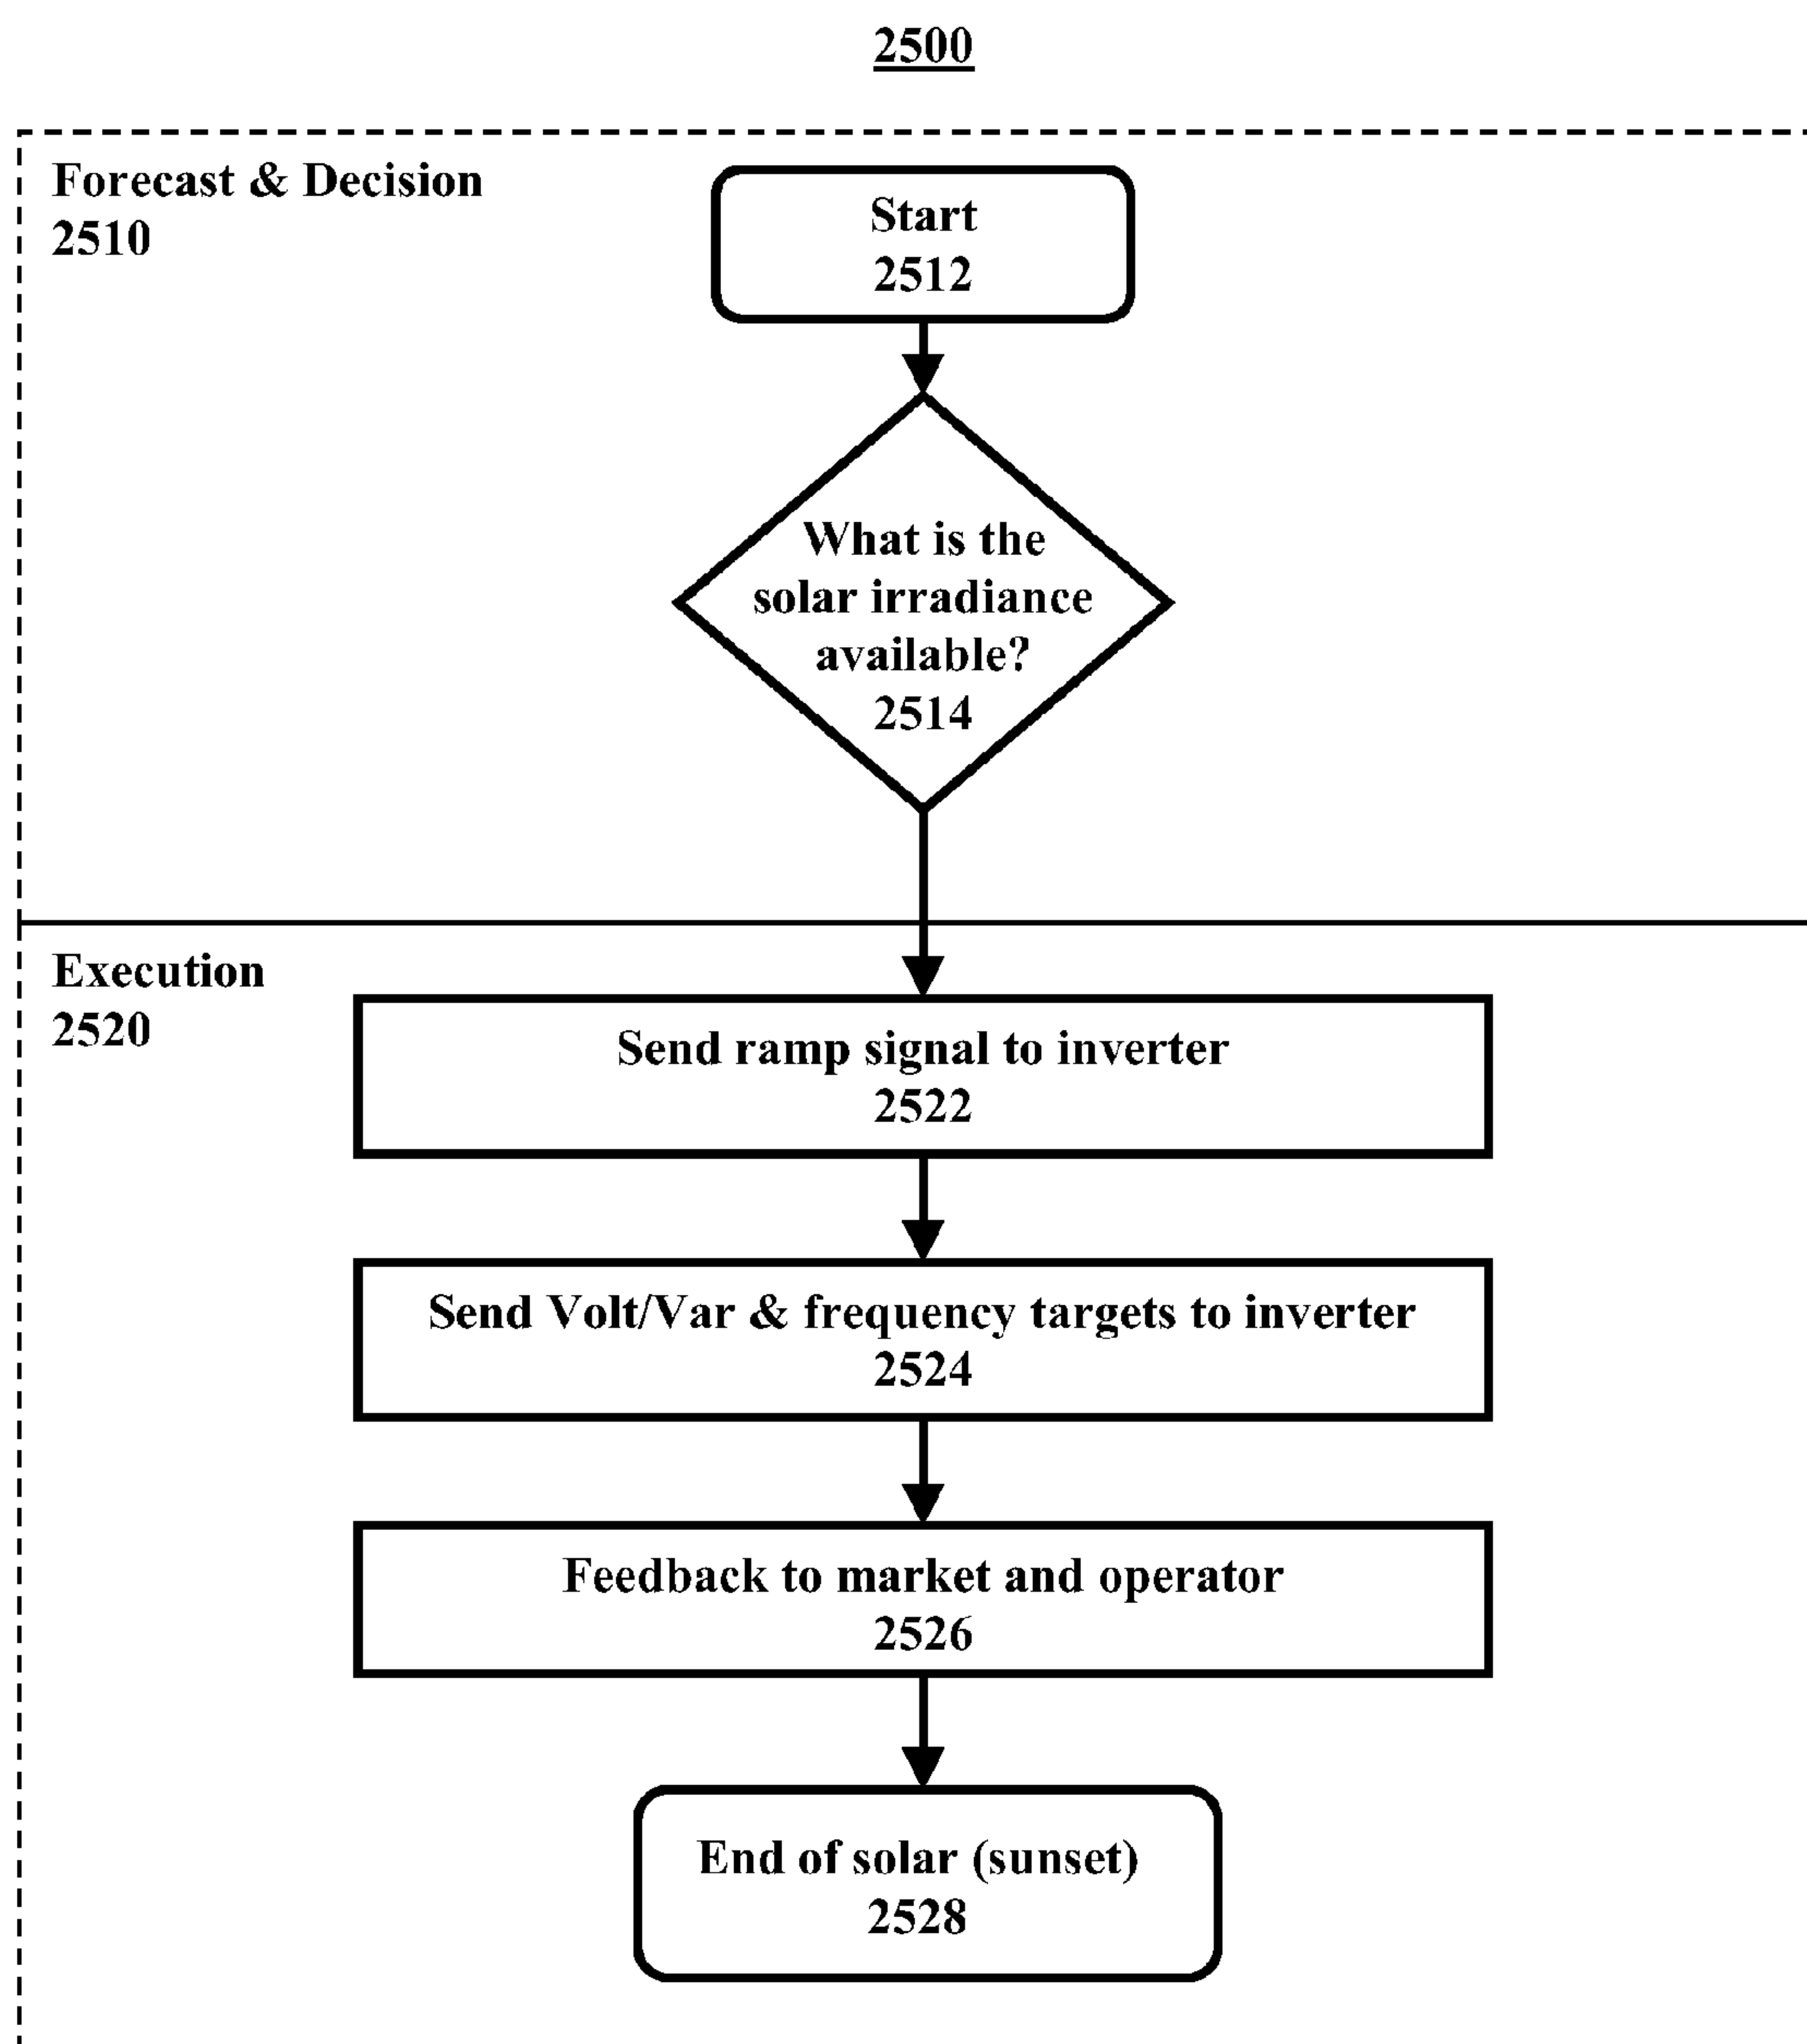 2500
Forecast & Decision
2510
Start
2512
What is the
solar irradiance
available?
2514
Execution
2520
Send ramp signal to inverter
2522
Send Volt/Var & frequency targets to inverter
2524
Feedback to market and operator
2526
End of solar (sunset)
2528